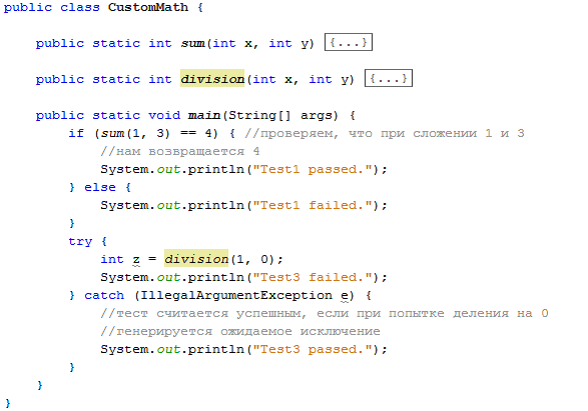 public class CustomMath {
public static int sum(int x, int y) {...}
public static int division(int x, int y) {...}
public static void main(String[] args) {
if (sum(1, 3) == 4) { //проверяем, что при сложении 1 и 3
//нам возвращается 4
System.out.println("Test1 passed.");
} else {
System.out.println("Test1 failed.");
}
try {
int z = division(1, 0);
System.out.println("Test3 failed.");
} catch (IllegalArgumentException e) {
//тест считается успешным, если при попытке деления на 0
//генерируется ожидаемое исключение
System.out.println("Test3 passed.");
}
}
}